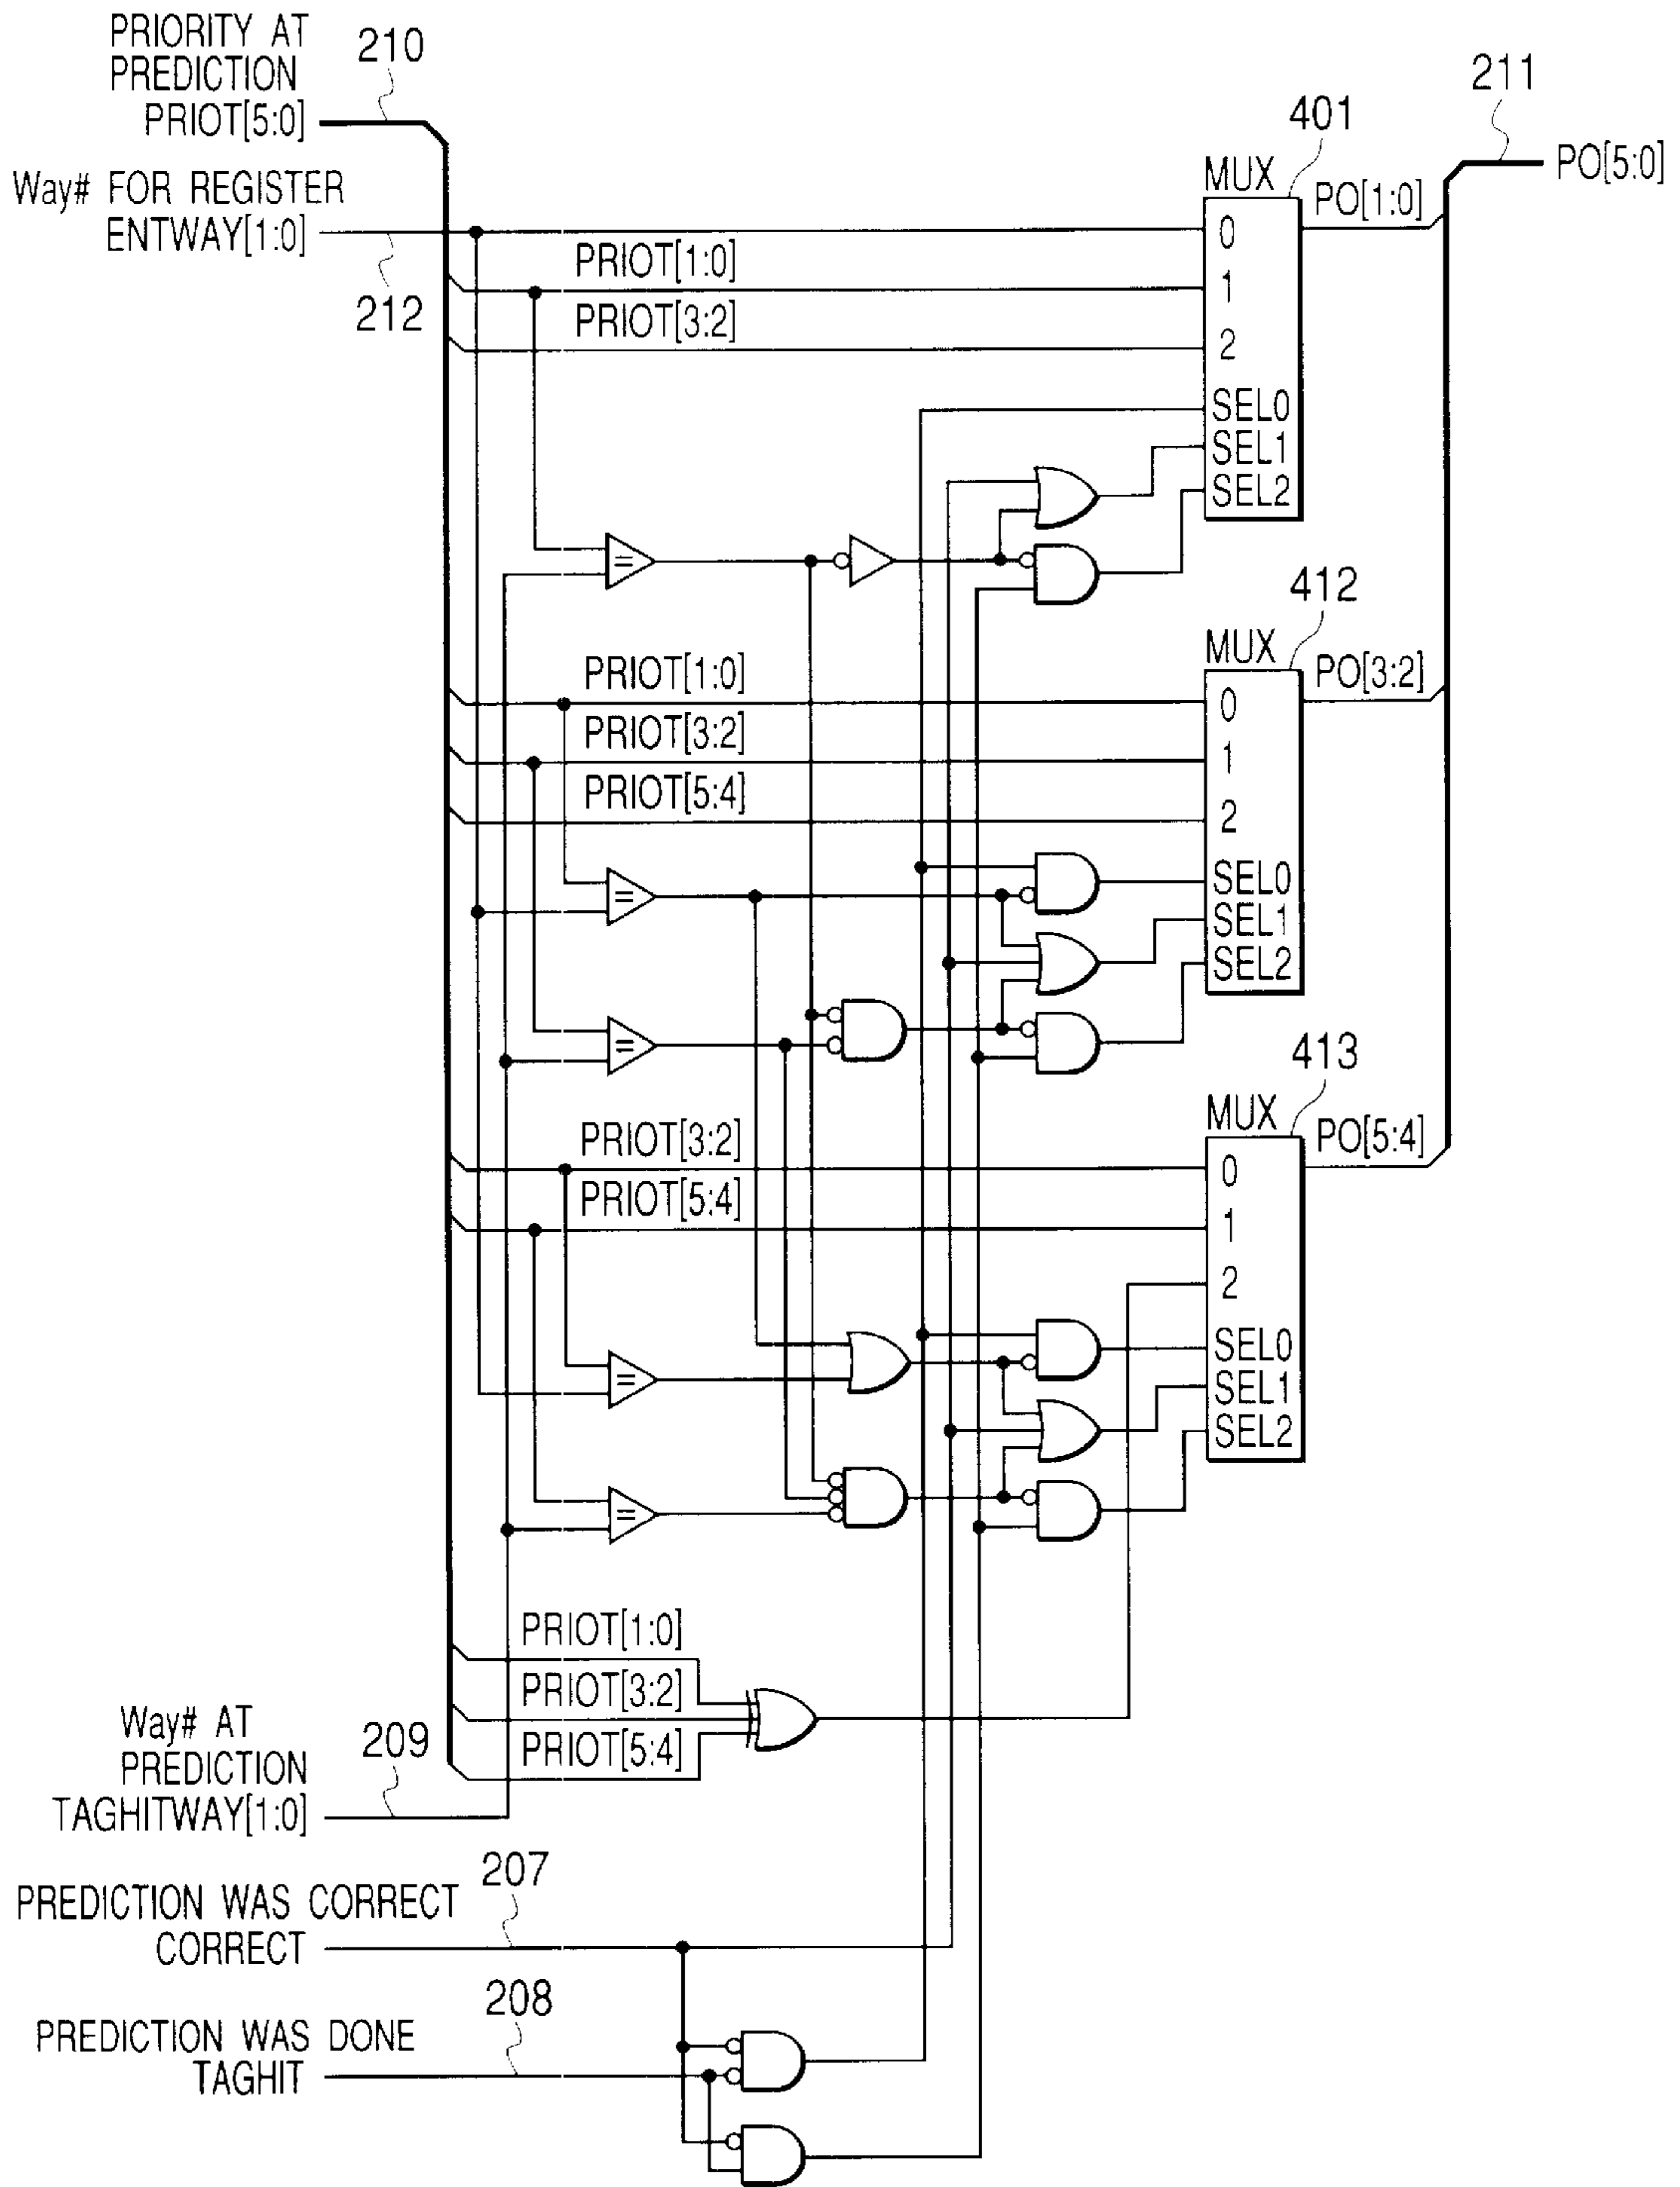 PRIORITY AT
PREDICTION
PRIOT[5:0]
210
211
401
MUX
PO[5:0]
Way# FOR REGISTER
ENTWAY[1:0]
212
PO[1:0]
0
PRIOT[1:0]
1
PRIOT[3:2]
2
SEL0
SEL1
SEL2
=
412
MUX
PO[3:2]
PRIOT[1:0]
0
PRIOT[3:2]
1
PRIOT[5:4]
2
=
SEL0
SEL1
SEL2
=
413
MUX
PO[5:4]
PRIOT[3:2]
0
PRIOT[5:4]
1
2
SEL0
=
SEL1
SEL2
=
PRIOT[1:0]
PRIOT[3:2]
PRIOT[5:4]
Way# AT
PREDICTION
TAGHITWAY[1:0]
209
207
PREDICTION WAS CORRECT
CORRECT
208
PREDICTION WAS DONE
TAGHIT